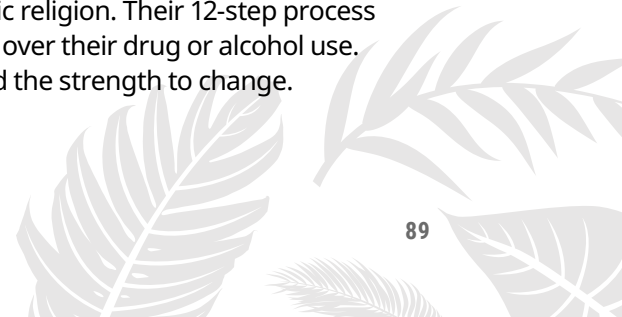 ic religion. Their 12-step process
over their drug or alcohol use.
d the strength to change.
89